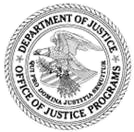 DEPARTMENT OF JUSTICE
QUI PRO DOMINA JUSTITIA SEQUITUR
OFFICE OF JUSTICE PROGRAMS